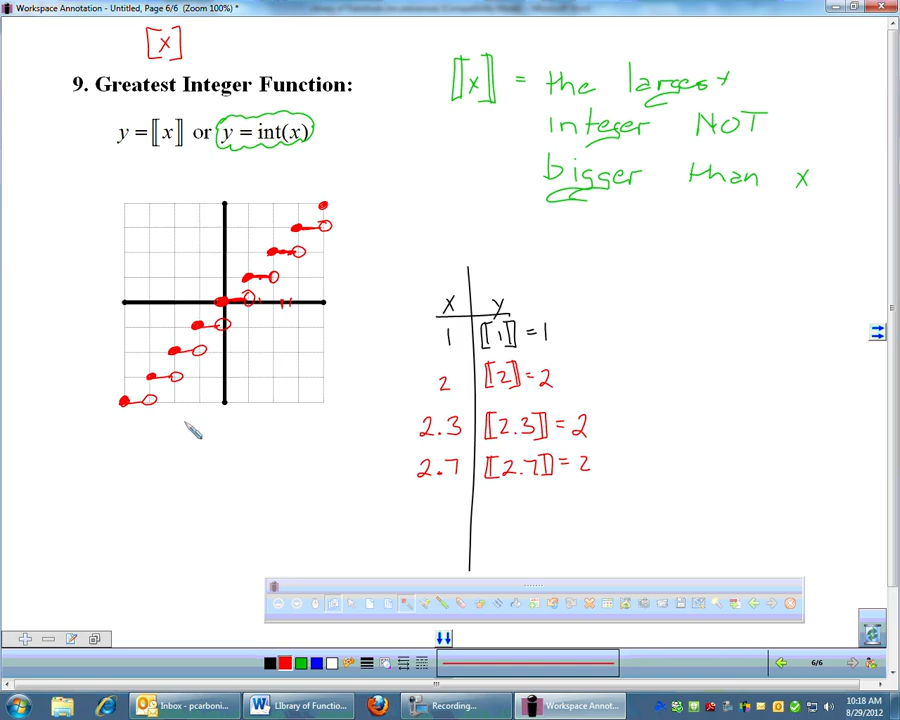 Workspace Annotation - Untitled, Page 6/6 (Zoom 100%) *
[x]
9. Greatest Integer Function:
y = ⟦x⟧ or y = int(x)
⟦x⟧ = the largest
integer NOT
bigger than x
x y
1 ⟦1⟧ = 1
2 ⟦2⟧ = 2
2.3 ⟦2.3⟧ = 2
2.7 ⟦2.7⟧ = 2
6/6
Inbox - pcarboni...
LIbrary of Functio...
Recording...
Workspace Annot...
10:18 AM
8/29/2012